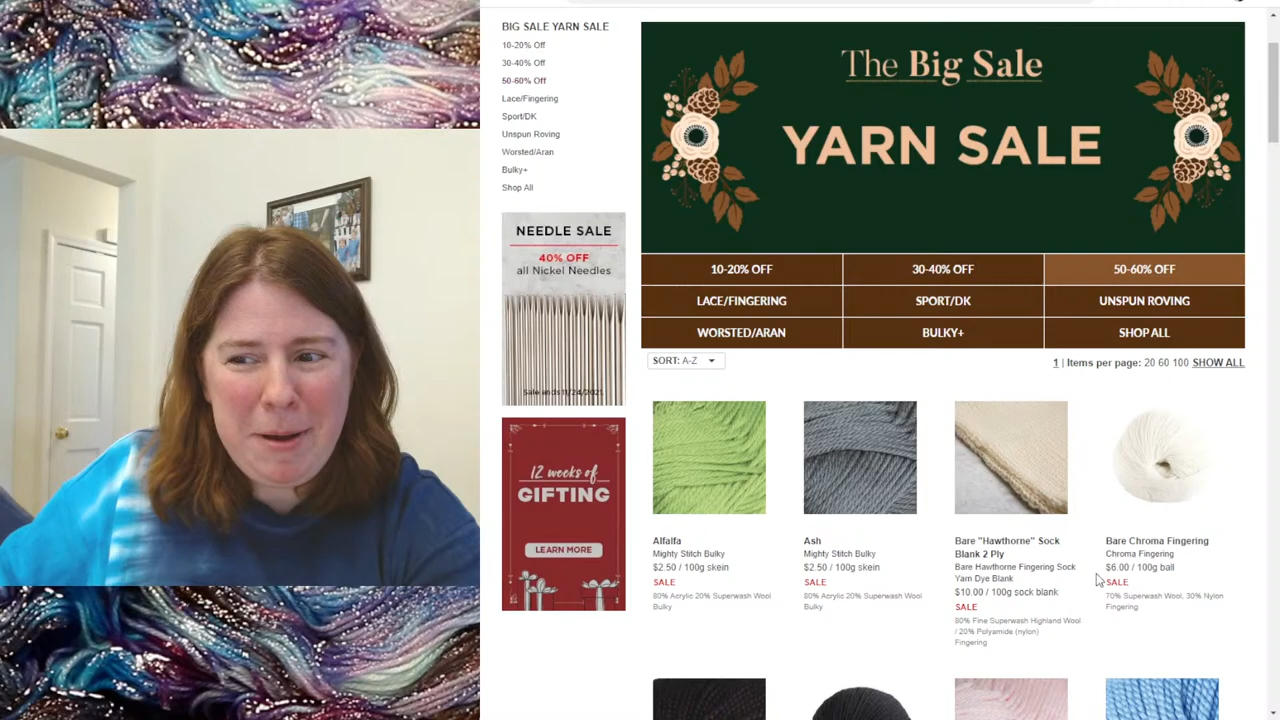 BIG SALE YARN SALE
10-20% Off
30-40% Off
50-60% Off
Lace/Fingering
Sport/DK
Unspun Roving
Worsted/Aran
Bulky+
Shop All
NEEDLE SALE
40% OFF
all Nickel Needles
Sale ends 11/24/2021
12 weeks of
GIFTING
LEARN MORE
The Big Sale
YARN SALE
10-20% OFF
30-40% OFF
50-60% OFF
LACE/FINGERING
SPORT/DK
UNSPUN ROVING
WORSTED/ARAN
BULKY+
SHOP ALL
SORT: A-Z
1 | Items per page: 20 60 100 SHOW ALL
Alfalfa
Mighty Stitch Bulky
$2.50 / 100g skein
SALE
80% Acrylic 20% Superwash Wool
Bulky
Ash
Mighty Stitch Bulky
$2.50 / 100g skein
SALE
80% Acrylic 20% Superwash Wool
Bulky
Bare "Hawthorne" Sock
Blank 2 Ply
Bare Hawthorne Fingering Sock
Yarn Dye Blank
$10.00 / 100g sock blank
SALE
80% Fine Superwash Highland Wool
/ 20% Polyamide (nylon)
Fingering
Bare Chroma Fingering
Chroma Fingering
$6.00 / 100g ball
SALE
70% Superwash Wool, 30% Nylon
Fingering